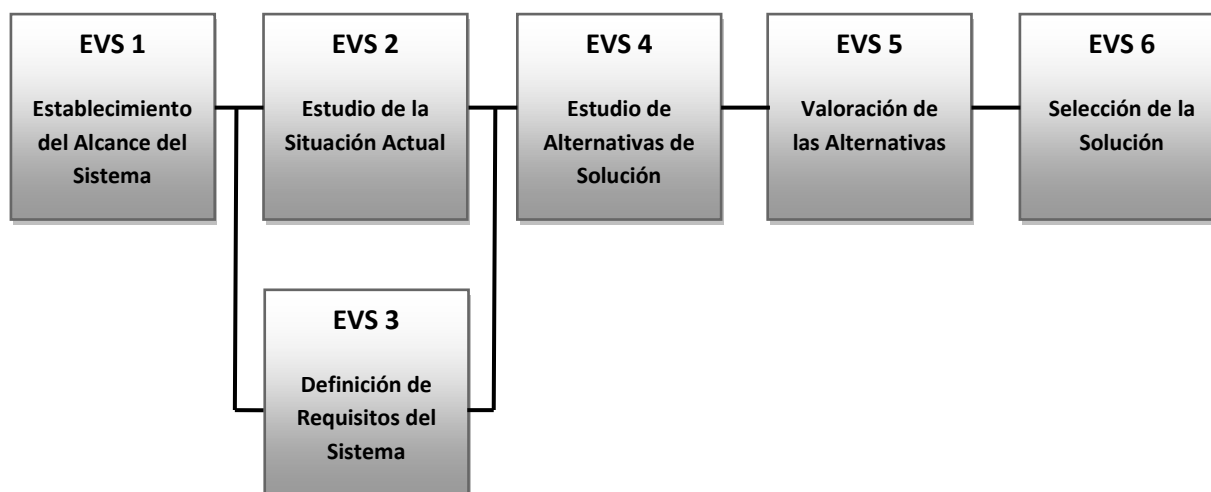 EVS 1
Establecimiento
del Alcance del
Sistema
EVS 2
Estudio de la
Situación Actual
EVS 4
Estudio de
Alternativas de
Solución
EVS 5
Valoración de
las Alternativas
EVS 6
Selección de la
Solución
EVS 3
Definición de
Requisitos del
Sistema